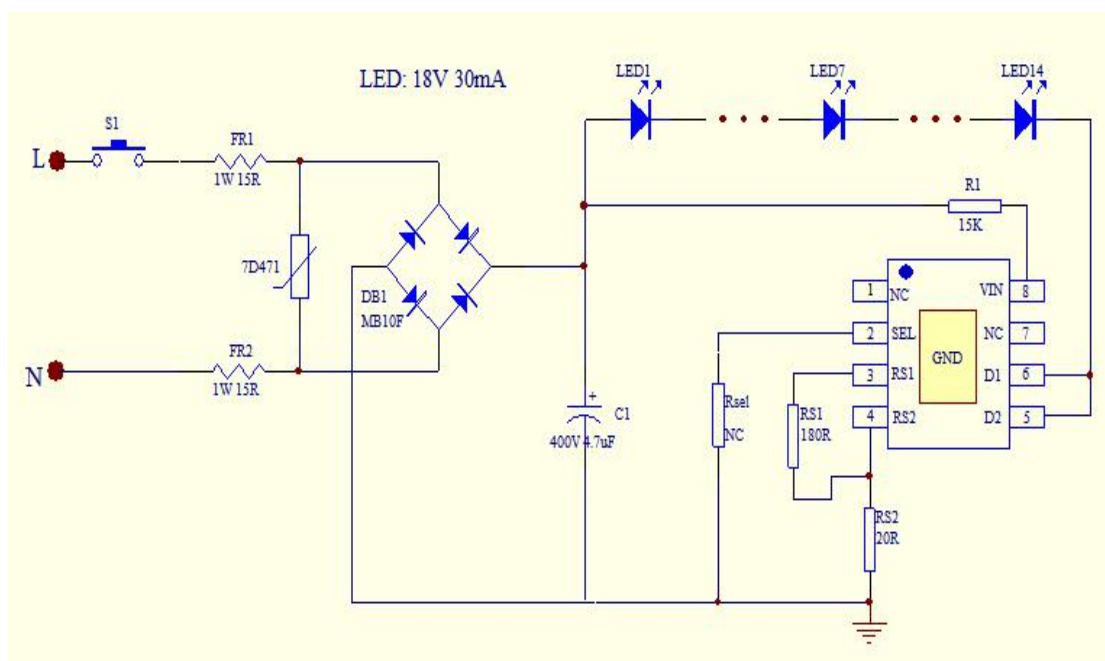 LED: 18V 30mA
LED1
LED7
LED14
S1
L
FR1
1W 15R
7D471
DB1
MB10F
N
FR2
1W 15R
R1
15K
1
NC
VIN
8
2
SEL
NC
7
GND
3
RS1
D1
6
4
RS2
D2
5
Rsel
NC
RS1
180R
+
C1
400V 4.7uF
RS2
20R